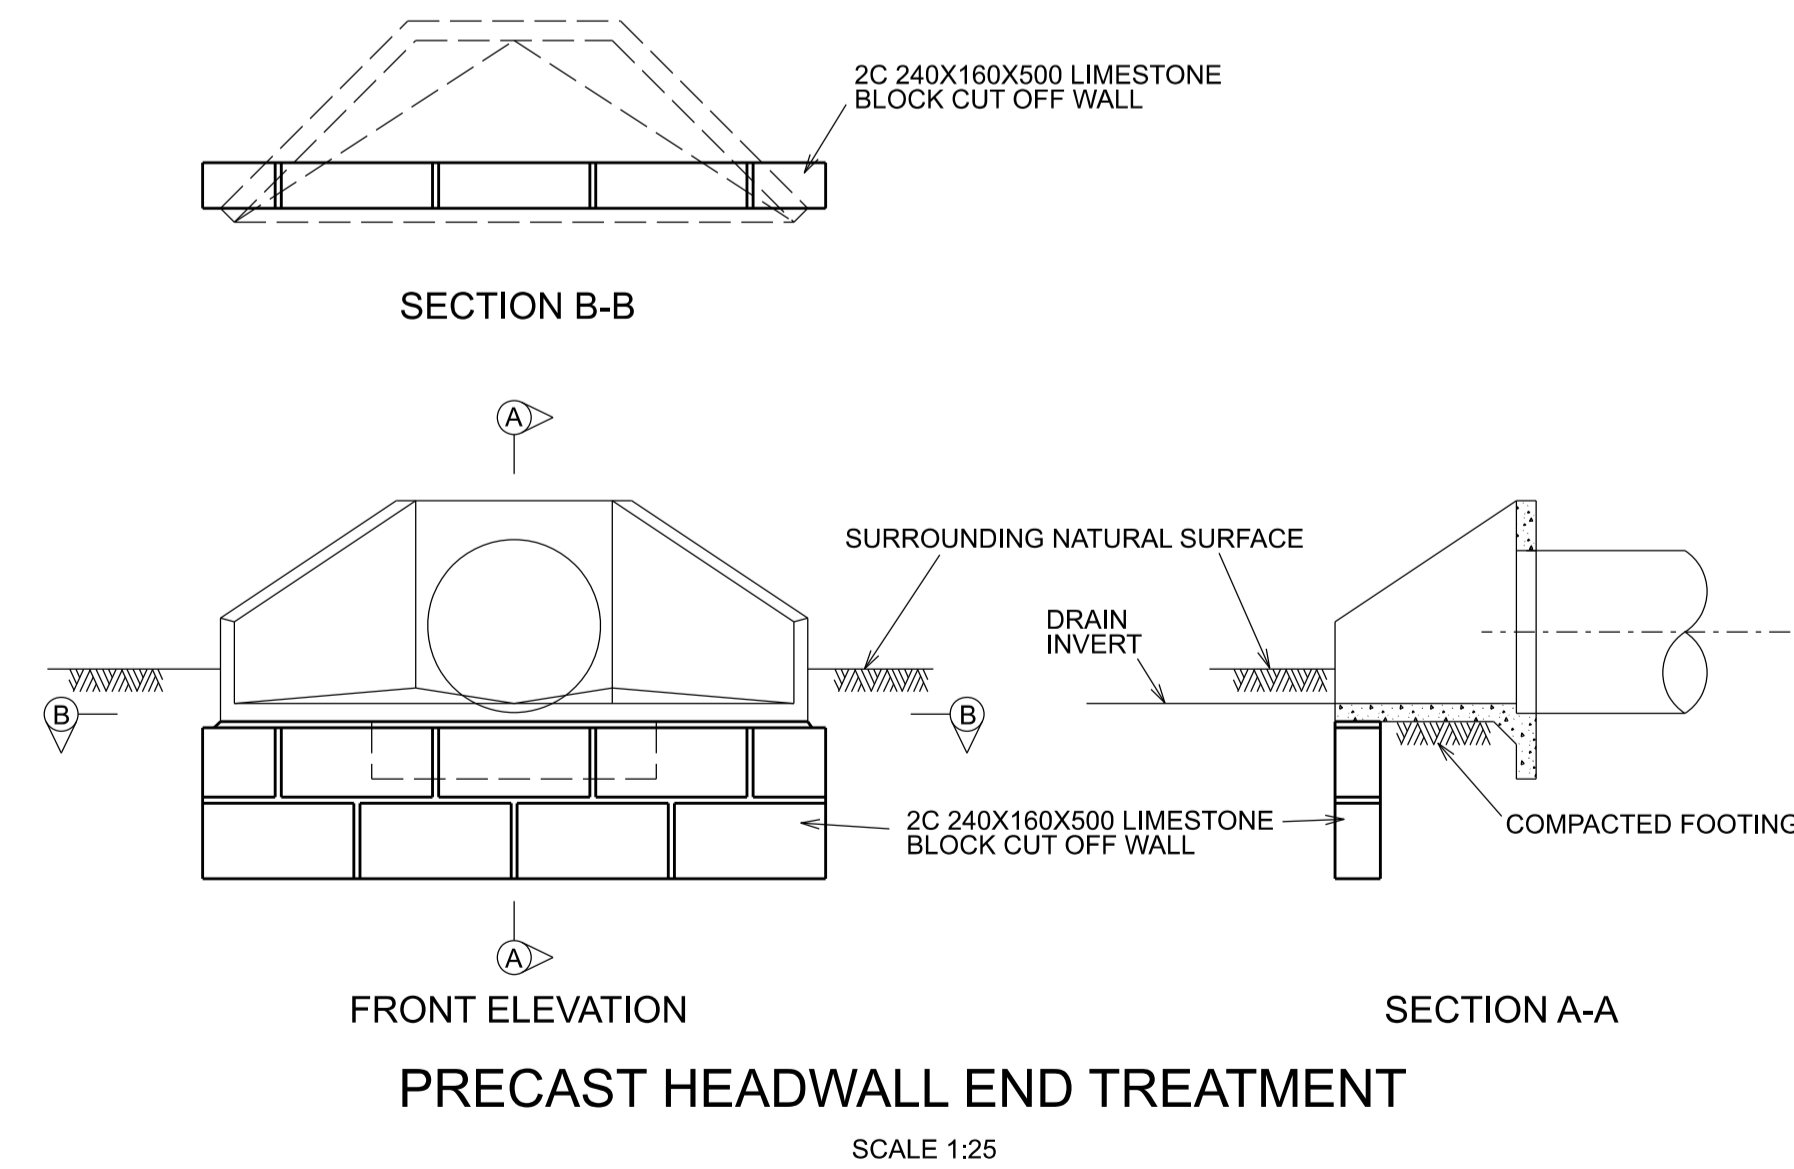 2C 240X160X500 LIMESTONE
BLOCK CUT OFF WALL
SECTION B-B
A
SURROUNDING NATURAL SURFACE
DRAIN
INVERT
B
B
2C 240X160X500 LIMESTONE
BLOCK CUT OFF WALL
COMPACTED FOOTING
A
FRONT ELEVATION
SECTION A-A
PRECAST HEADWALL END TREATMENT
SCALE 1:25